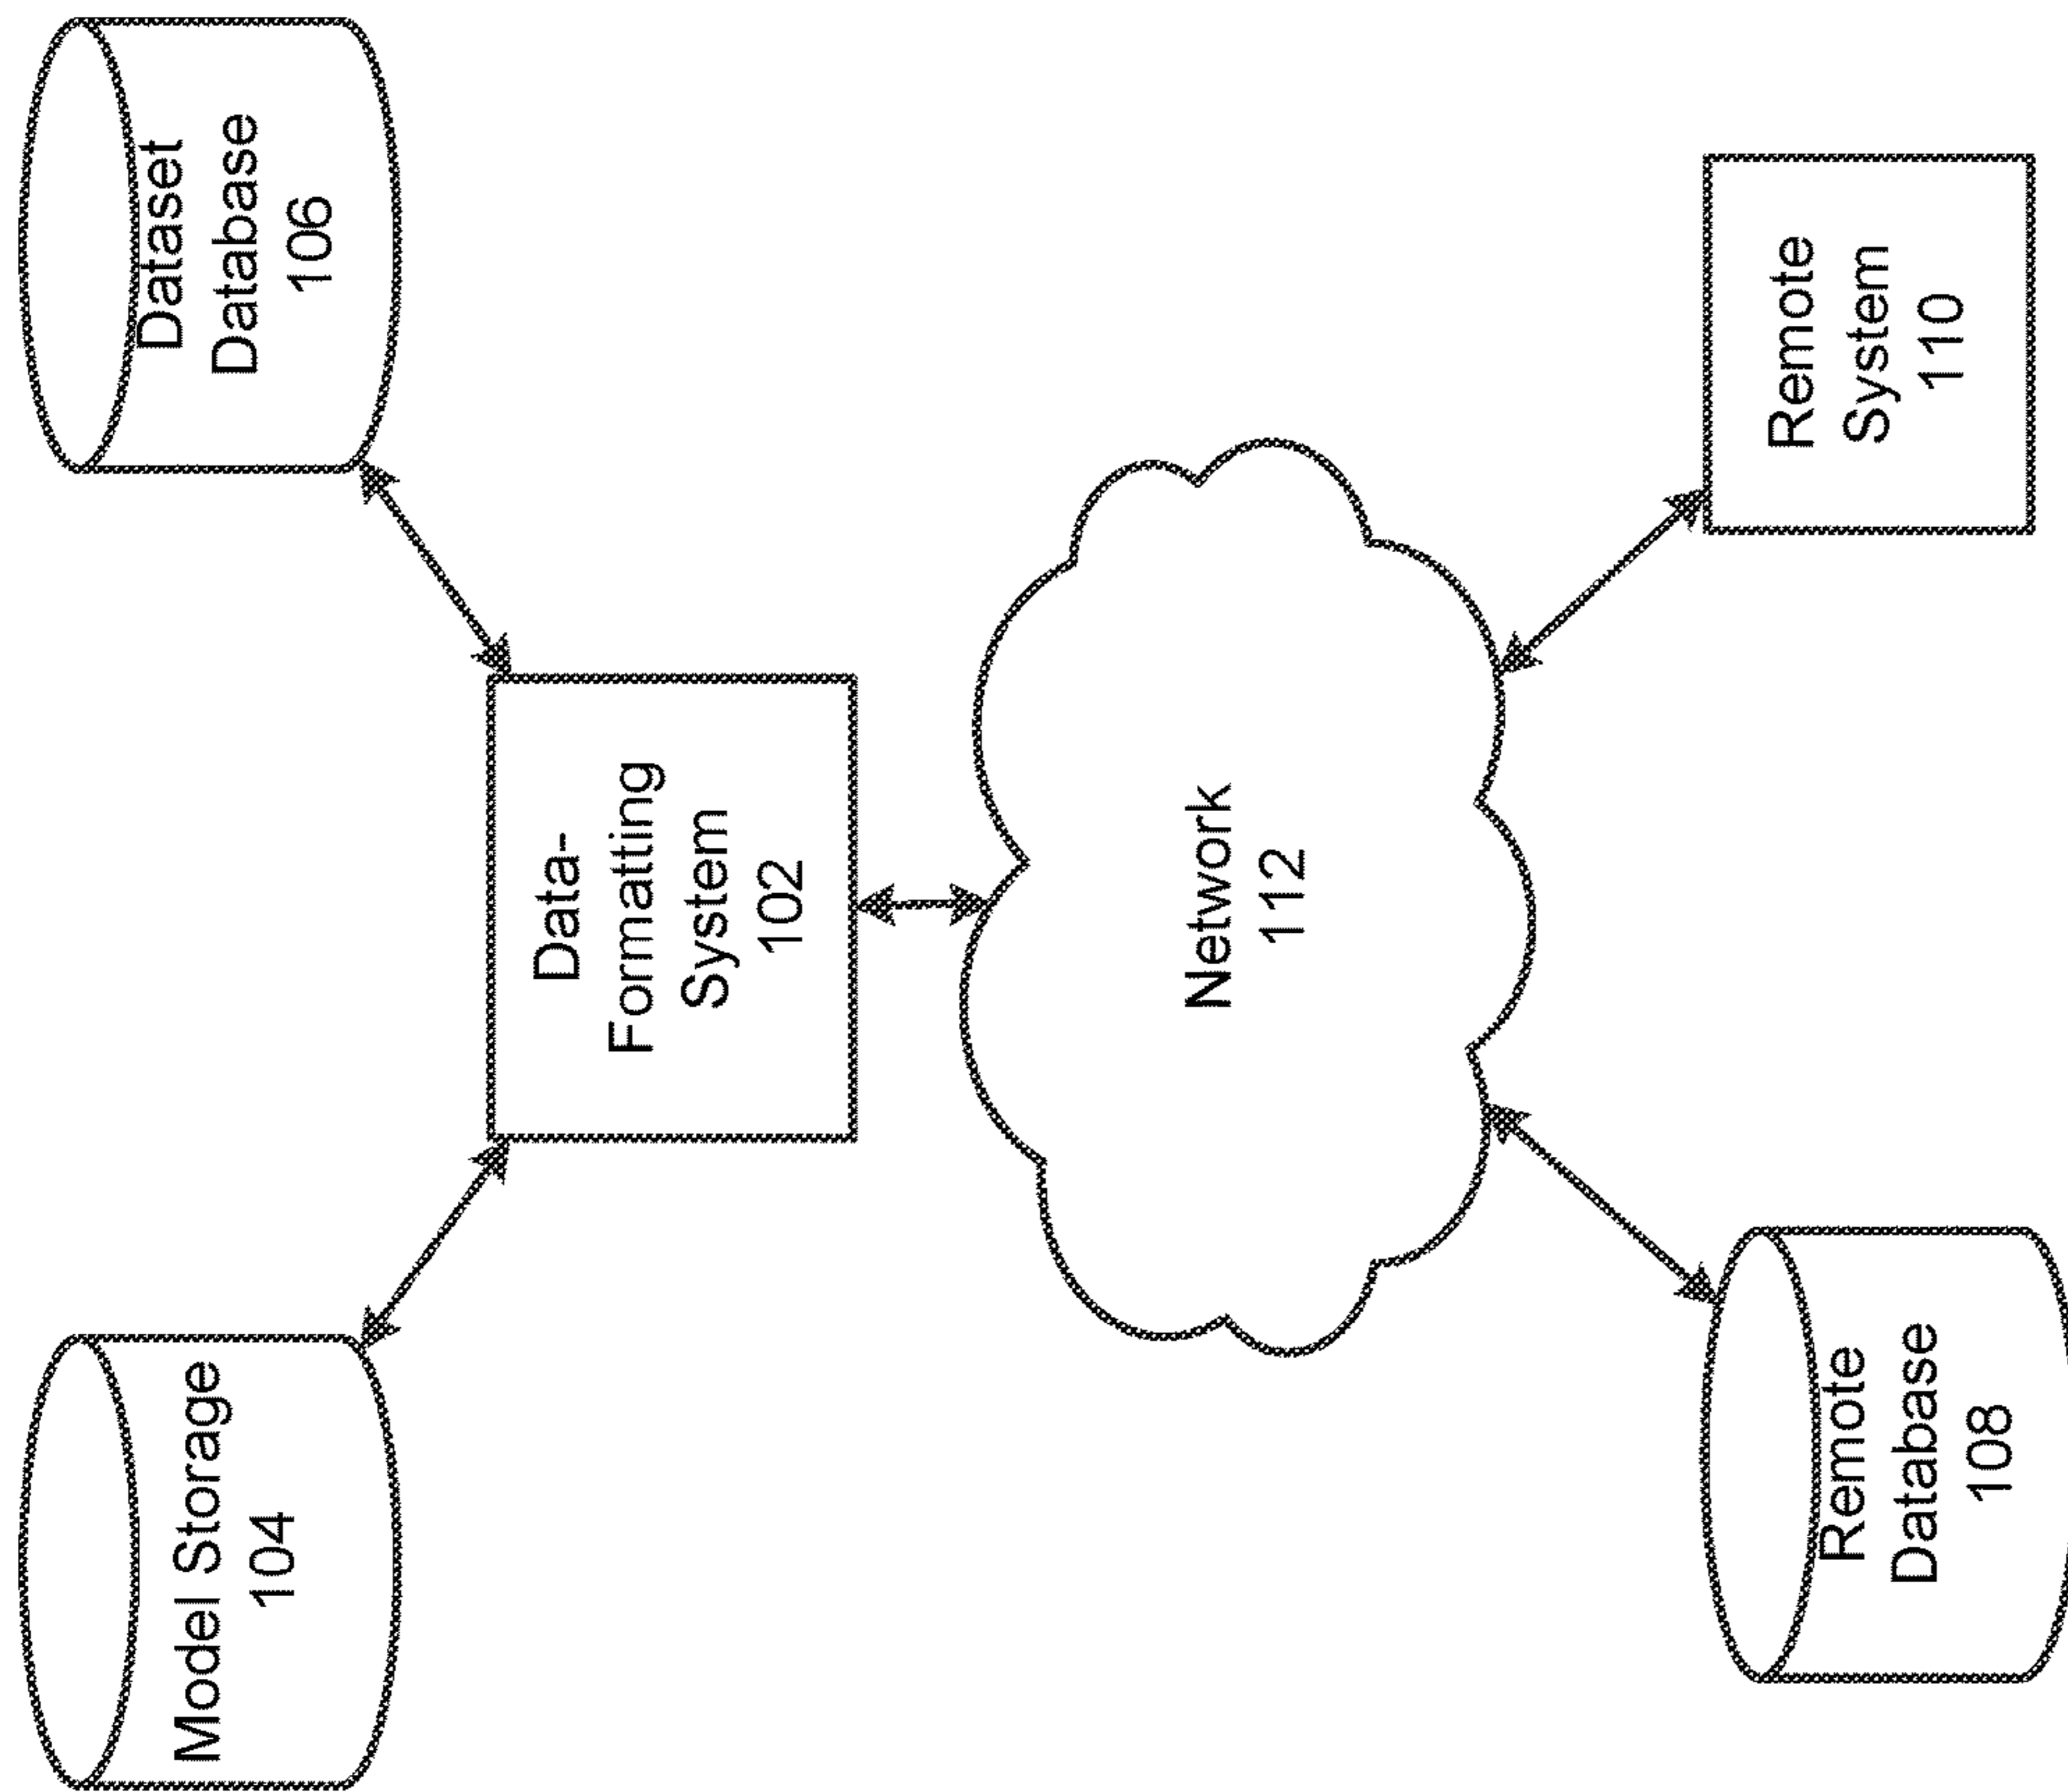 Model Storage
104
Dataset
Database
106
Data-
Formatting
System
102
Network
112
Remote
Database
108
Remote
System
110